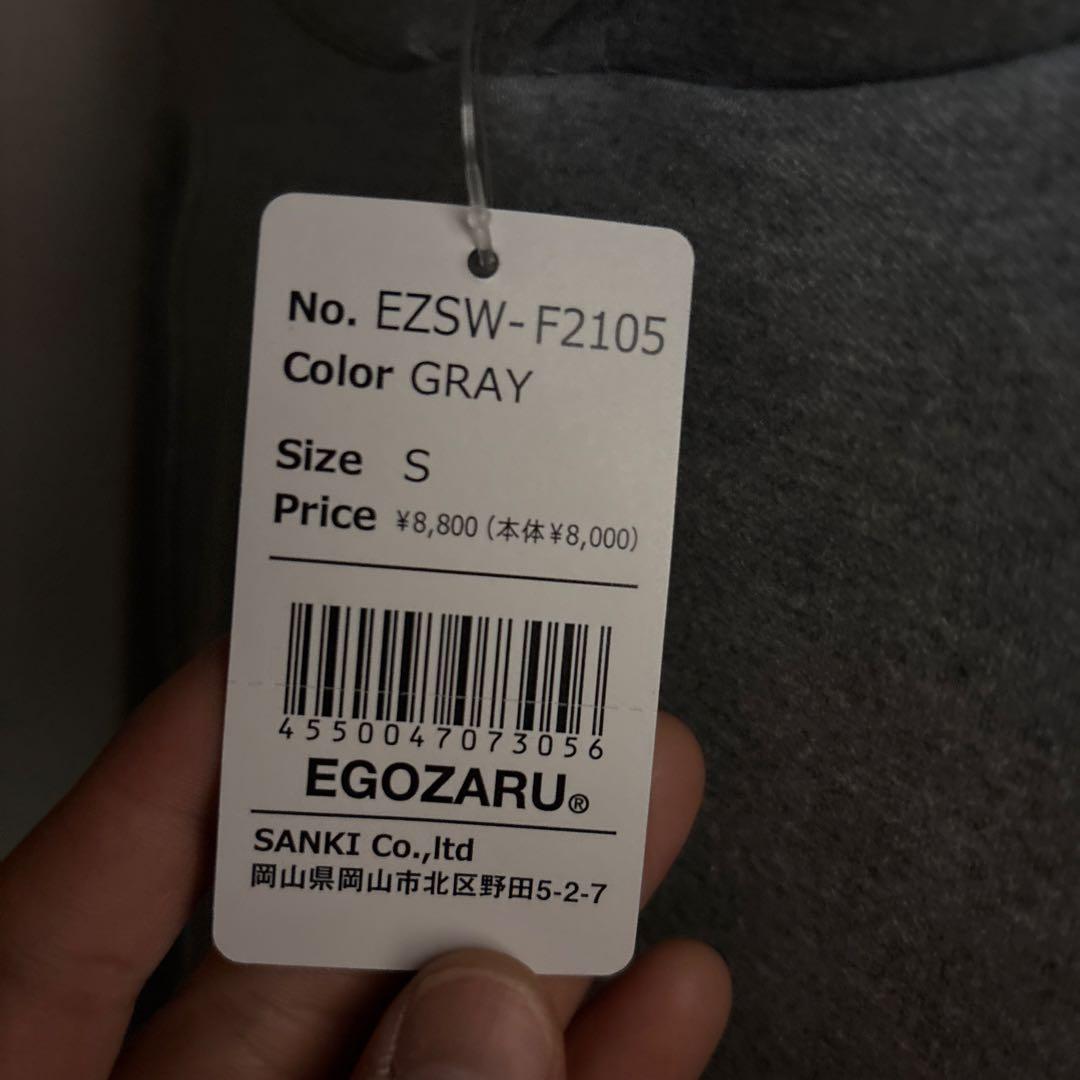 No. EZSW-F2105
Color GRAY
Size S
Price ¥8,800 (本体¥8,000)
4550047073056
EGOZARU®
SANKI Co.,ltd
岡山県岡山市北区野田5-2-7